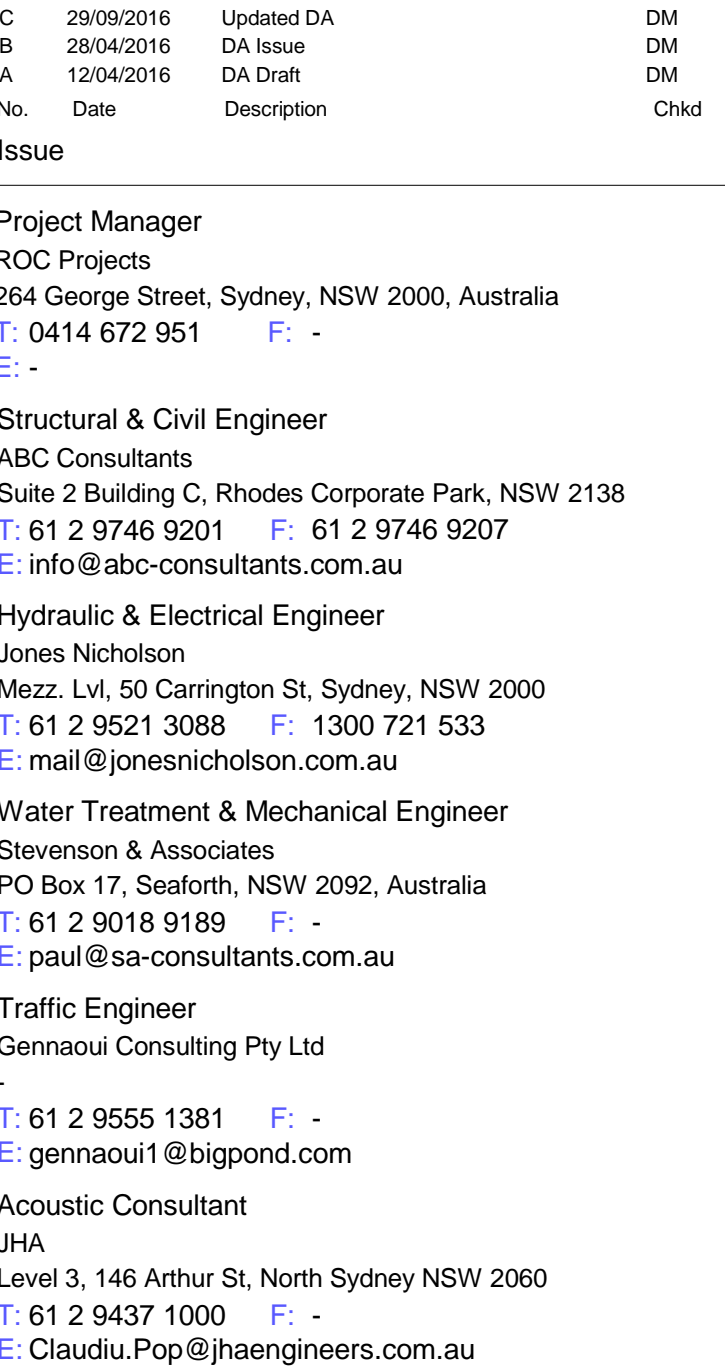 C 29/09/2016 Updated DA DM
B 28/04/2016 DA Issue DM
A 12/04/2016 DA Draft DM
No. Date Description Chkd
Issue
Project Manager
ROC Projects
264 George Street, Sydney, NSW 2000, Australia
T: 0414 672 951 F: -
E: -
Structural & Civil Engineer
ABC Consultants
Suite 2 Building C, Rhodes Corporate Park, NSW 2138
T: 61 2 9746 9201 F: 61 2 9746 9207
E: info@abc-consultants.com.au
Hydraulic & Electrical Engineer
Jones Nicholson
Mezz. Lvl, 50 Carrington St, Sydney, NSW 2000
T: 61 2 9521 3088 F: 1300 721 533
E: mail@jonesnicholson.com.au
Water Treatment & Mechanical Engineer
Stevenson & Associates
PO Box 17, Seaforth, NSW 2092, Australia
T: 61 2 9018 9189 F: -
E: paul@sa-consultants.com.au
Traffic Engineer
Gennaoui Consulting Pty Ltd
-
T: 61 2 9555 1381 F: -
E: gennaoui1@bigpond.com
Acoustic Consultant
JHA
Level 3, 146 Arthur St, North Sydney NSW 2060
T: 61 2 9437 1000 F: -
E: Claudiu.Pop@jhaengineers.com.au